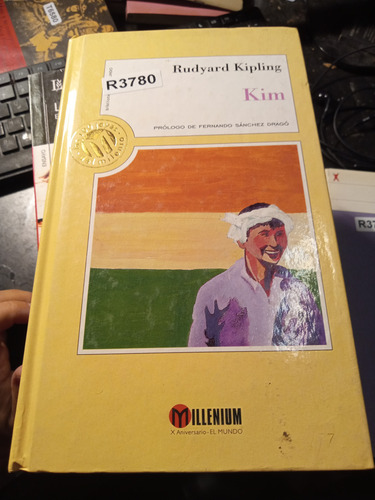 R3780
Rudyard Kipling
Kim
PRÓLOGO DE FERNANDO SÁNCHEZ DRAGÓ
MILLENIUM
X Aniversario - EL MUNDO
X